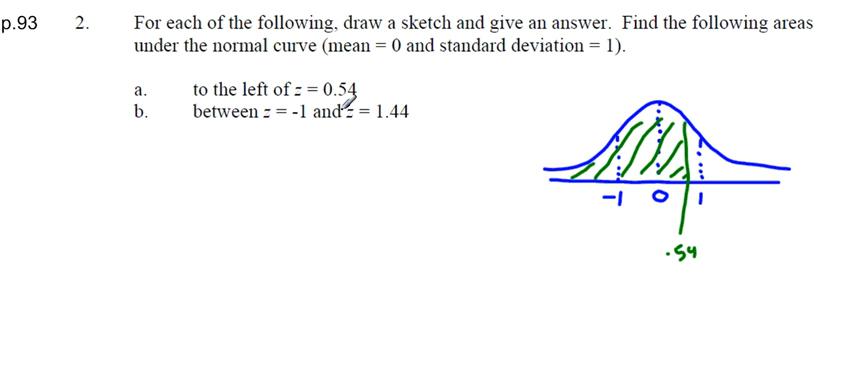 p.93 2. For each of the following, draw a sketch and give an answer. Find the following areas
under the normal curve (mean = 0 and standard deviation = 1).
a. to the left of z = 0.54
b. between z = -1 and z = 1.44
-1 0 1
.54